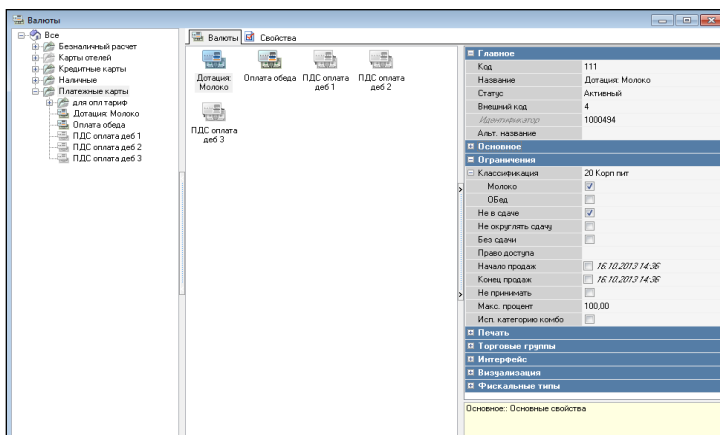 Валюты
Все
Безналичный расчет
Карты отелей
Кредитные карты
Наличные
Платежные карты
для опл тариф
Дотация: Молоко
Оплата обеда
ПДС оплата деб 1
ПДС оплата деб 2
ПДС оплата деб 3
Валюты Свойства
Дотация: Молоко
Оплата обеда
ПДС оплата деб 1
ПДС оплата деб 2
ПДС оплата деб 3
Главное
Код 111
Название Дотация: Молоко
Статус Активный
Внешний код 4
Идентификатор 1000494
Альт. название
Основное
Ограничения
Классификация 20 Корп пит
Молоко
ОБед
Не в сдаче
Не округлять сдачу
Без сдачи
Право доступа
Начало продаж 16.10.2013 14:36
Конец продаж 16.10.2013 14:36
Не принимать
Макс. процент 100,00
Исп. категорию комбо
Печать
Торговые группы
Интерфейс
Визуализация
Фискальные типы
Основное:: Основные свойства